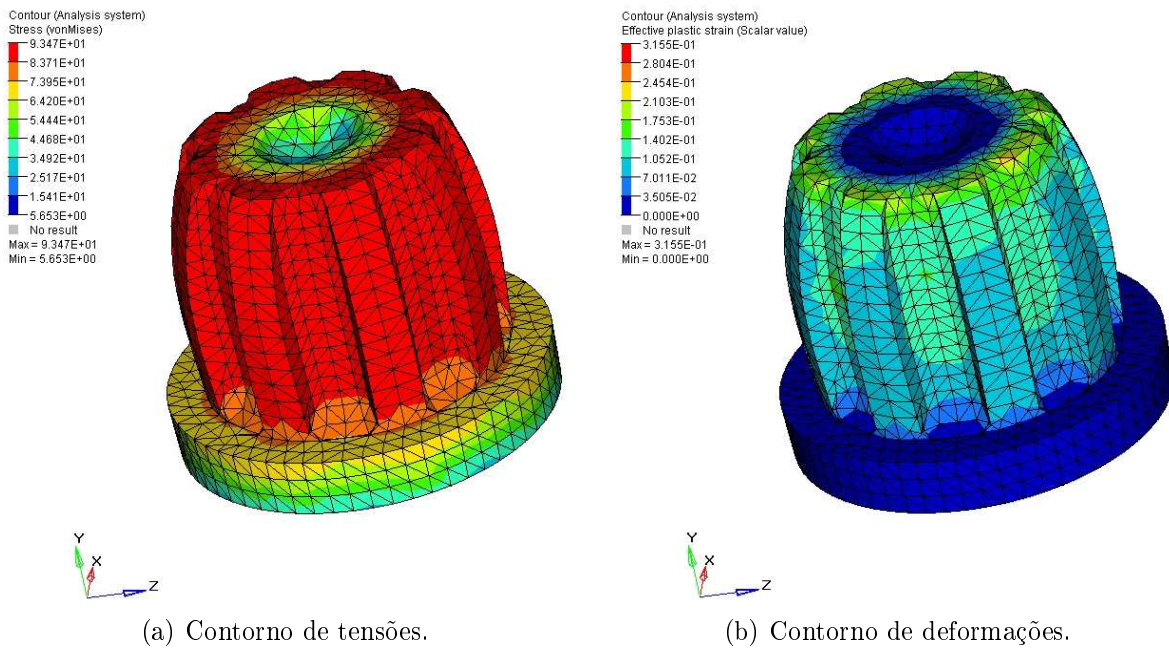 Contour (Analysis system)
Stress (vonMises)
9.347E+01
8.371E+01
7.395E+01
6.420E+01
5.444E+01
4.468E+01
3.492E+01
2.517E+01
1.541E+01
5.653E+00
No result
Max = 9.347E+01
Min = 5.653E+00
Y
X
Z
(a) Contorno de tensões.
Contour (Analysis system)
Effective plastic strain (Scalar value)
3.155E-01
2.804E-01
2.454E-01
2.103E-01
1.753E-01
1.402E-01
1.052E-01
7.011E-02
3.505E-02
0.000E+00
No result
Max = 3.155E-01
Min = 0.000E+00
Y
X
Z
(b) Contorno de deformações.